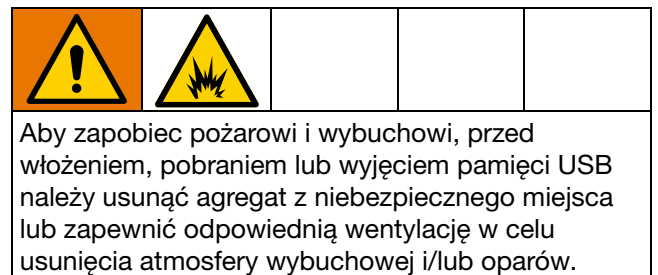 Aby zapobiec pożarowi i wybuchowi, przed
włożeniem, pobraniem lub wyjęciem pamięci USB
należy usunąć agregat z niebezpiecznego miejsca
lub zapewnić odpowiednią wentylację w celu
usunięcia atmosfery wybuchowej i/lub oparów.